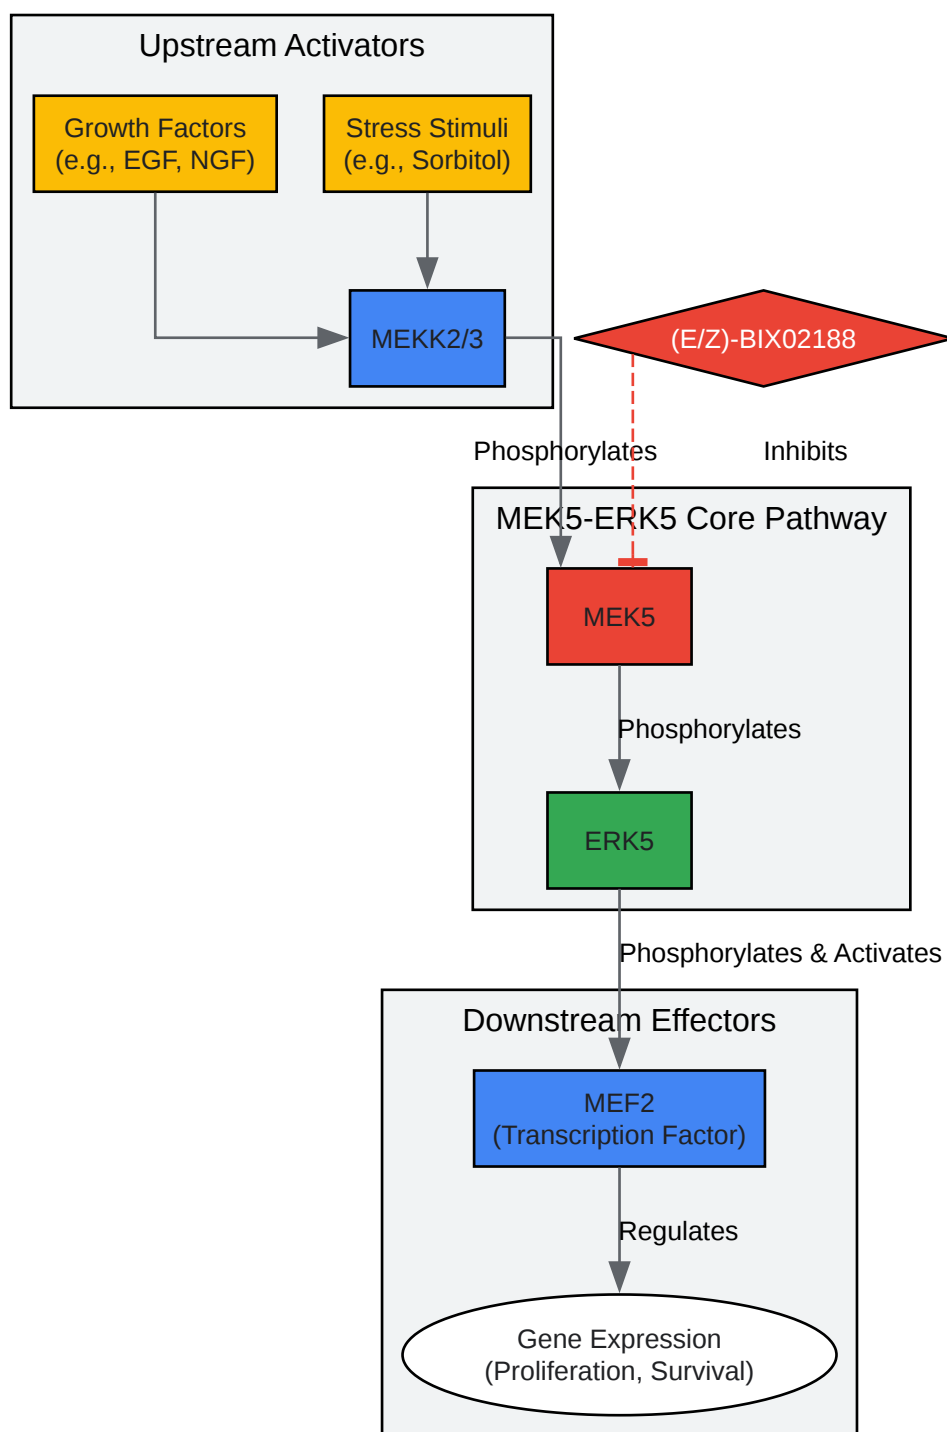 Upstream Activators
Growth Factors
(e.g., EGF, NGF)
Stress Stimuli
(e.g., Sorbitol)
MEKK2/3
(E/Z)-BIX02188
Phosphorylates
Inhibits
MEK5-ERK5 Core Pathway
MEK5
Phosphorylates
ERK5
Phosphorylates & Activates
Downstream Effectors
MEF2
(Transcription Factor)
Regulates
Gene Expression
(Proliferation, Survival)